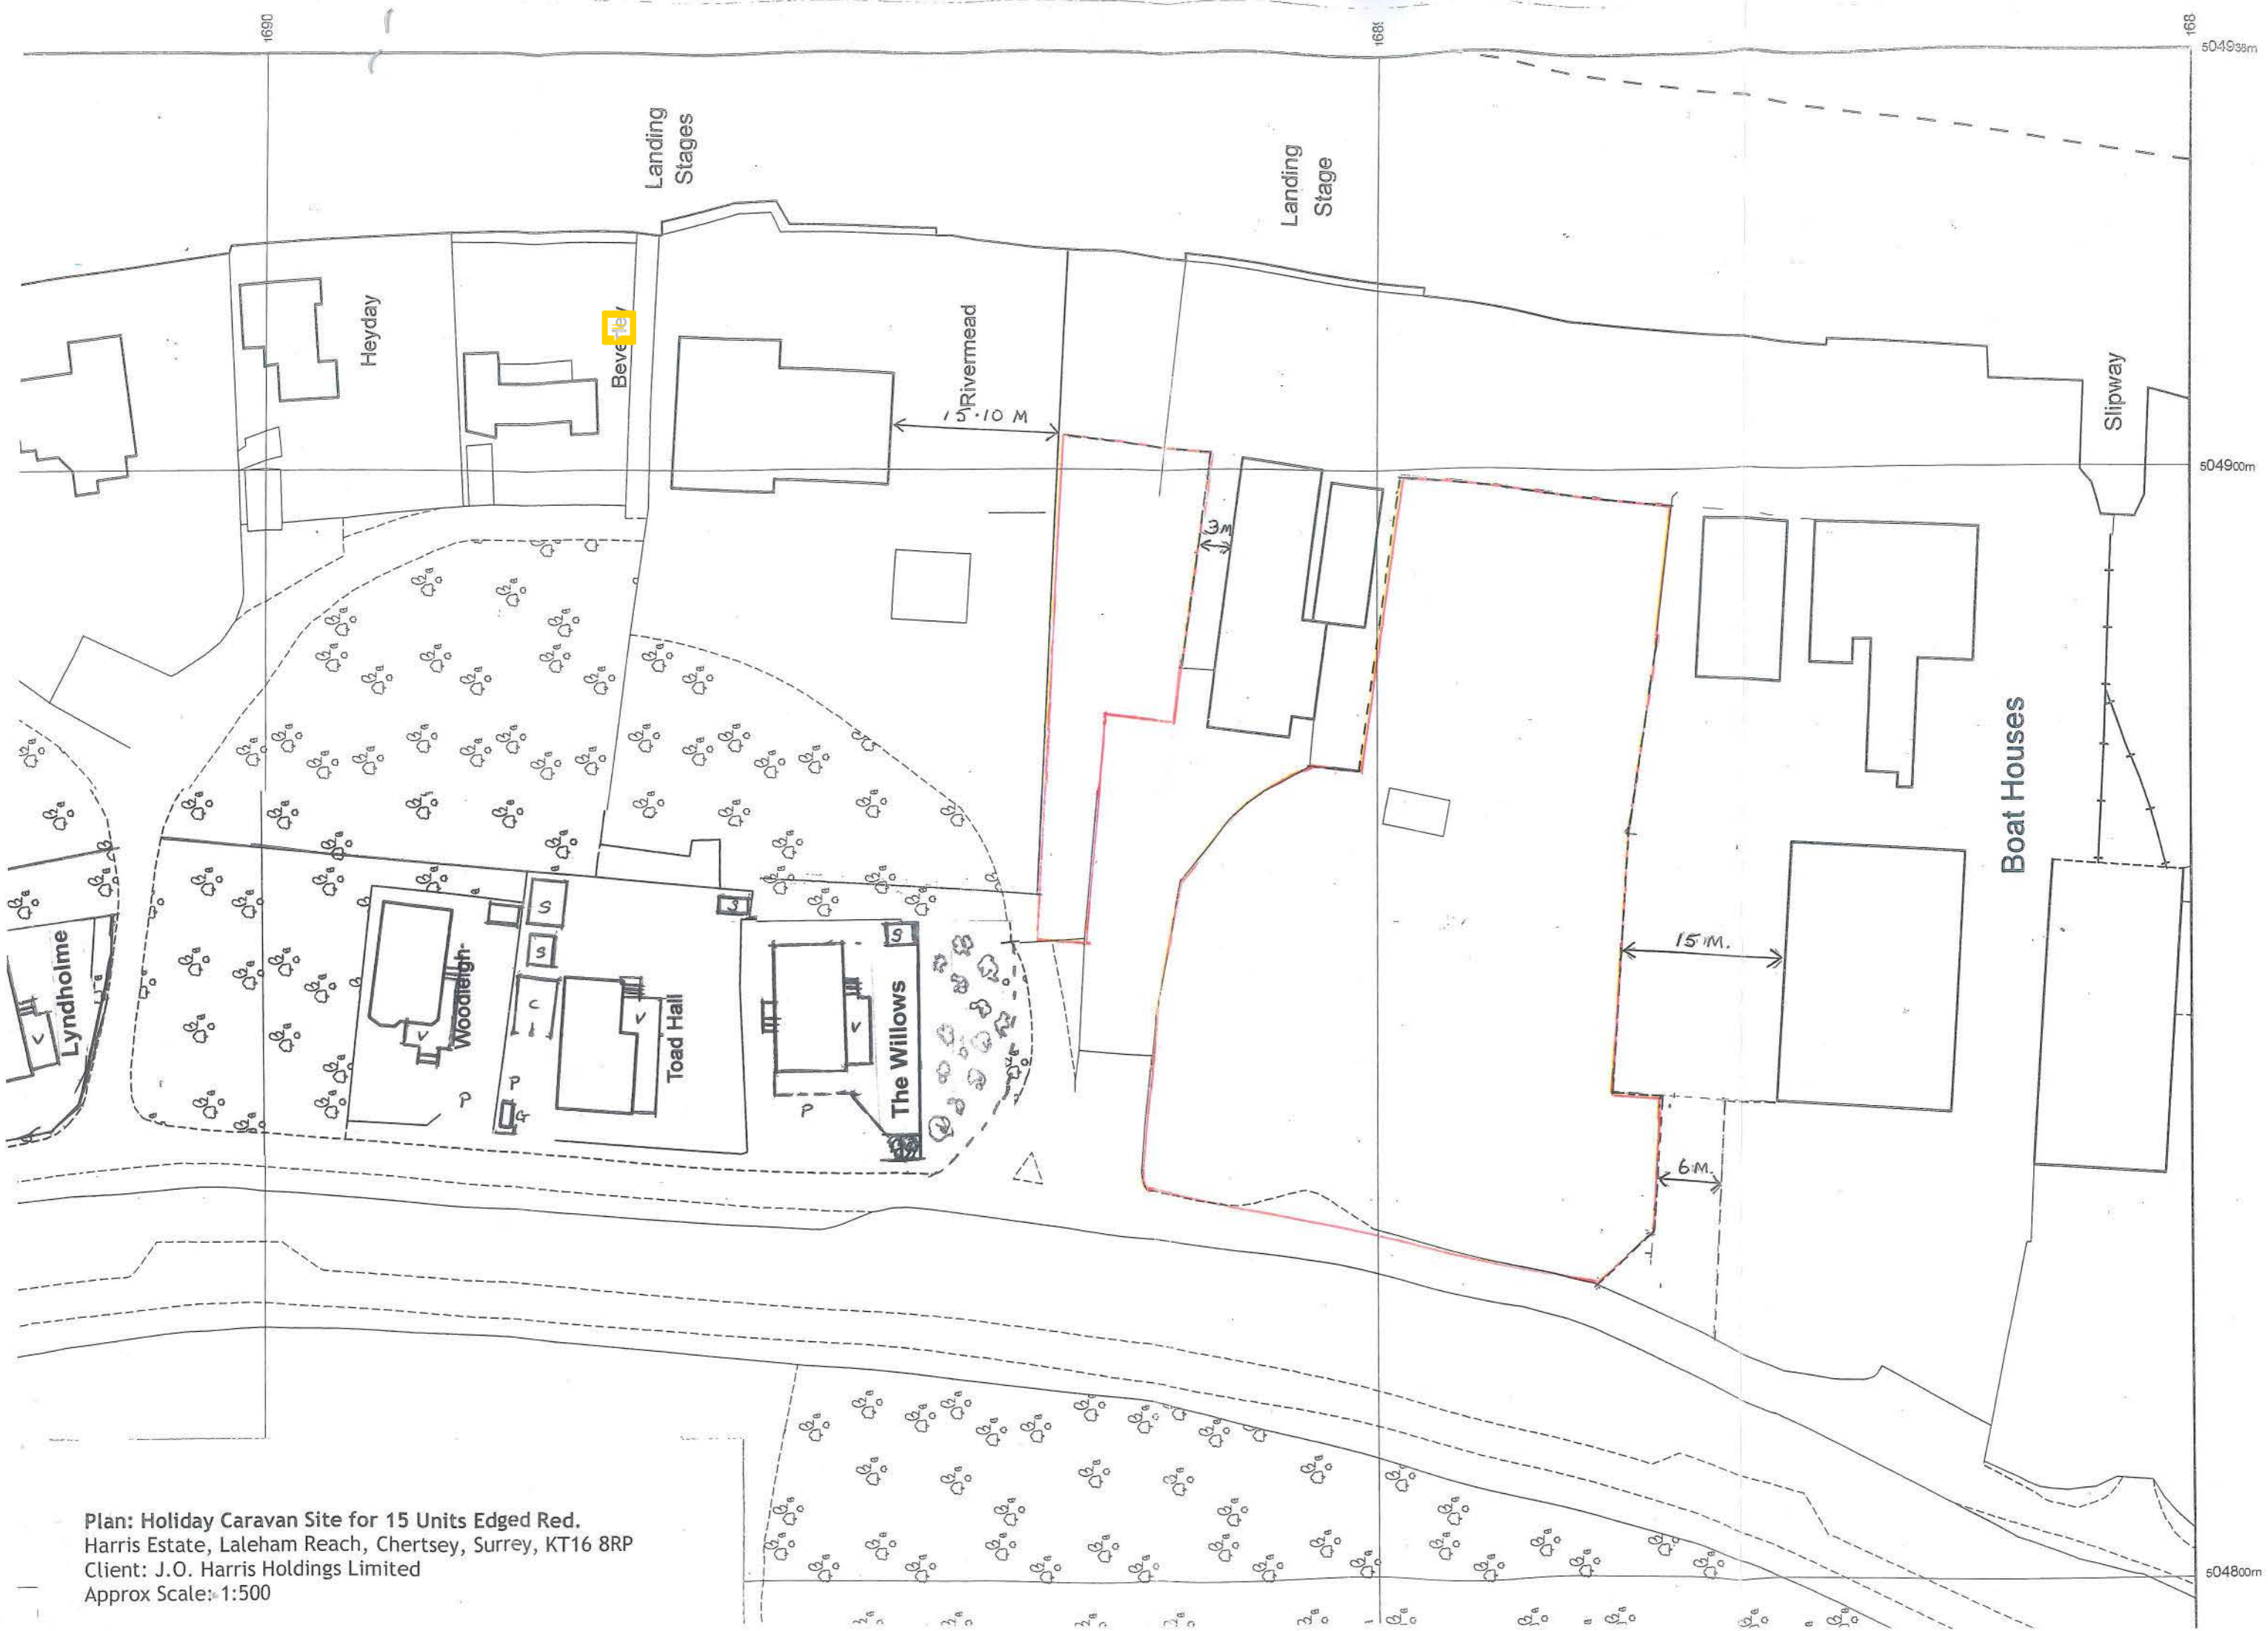 1690
1689
168
504938m
Landing
Stages
Landing
Stage
Heyday
Rivermead
15.10 M
Slipway
504900m
3M
Boat Houses
Lyndholme
V
Woodleigh
V
P
S
S
C
P
G
Toad Hall
V
S
S
The Willows
V
P
15 M.
6 M.
Plan: Holiday Caravan Site for 15 Units Edged Red.
Harris Estate, Laleham Reach, Chertsey, Surrey, KT16 8RP
Client: J.O. Harris Holdings Limited
Approx Scale: 1:500
504800m